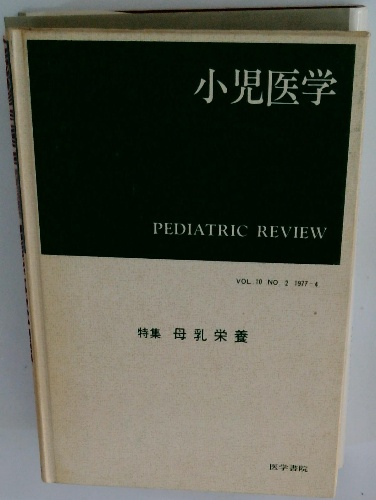 小児医学
PEDIATRIC REVIEW
VOL. 10 NO. 2 1977-4
特集 母乳栄養
医学書院